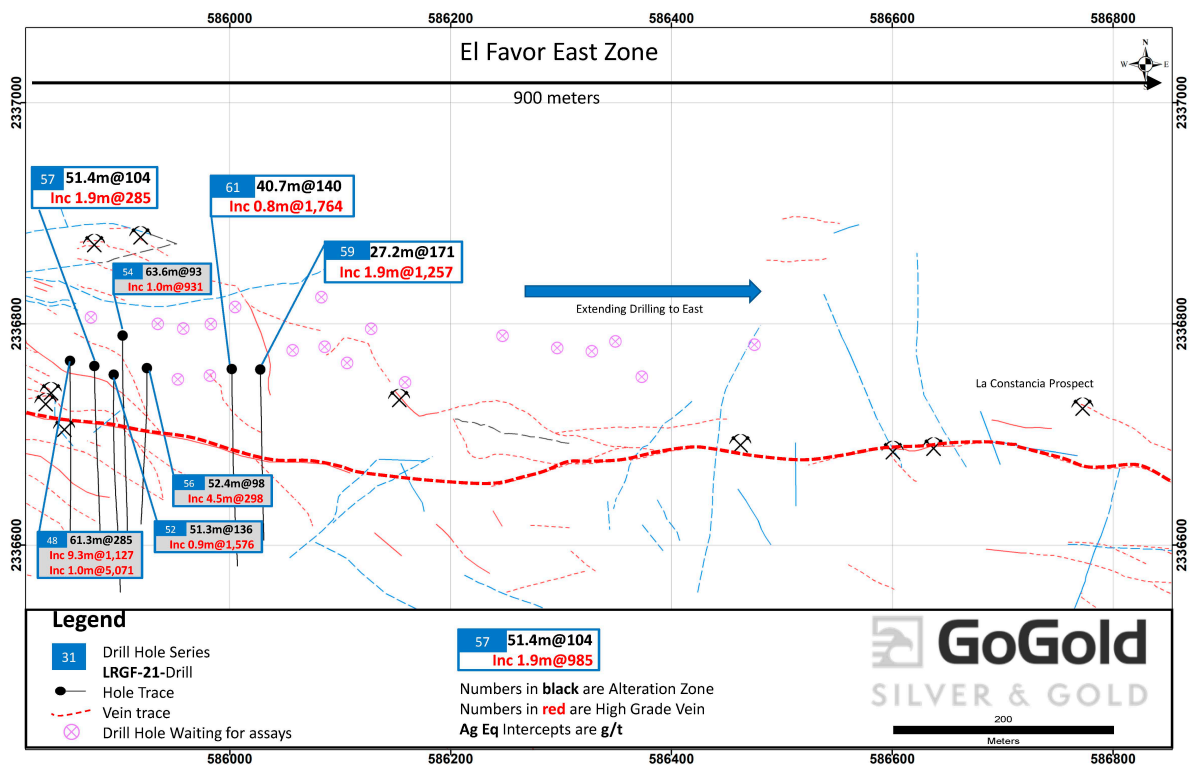 586000 586200 586400 586600 586800
El Favor East Zone
N
W E
S
900 meters
2337000 2337000
57 51.4m@104
Inc 1.9m@285
61 40.7m@140
Inc 0.8m@1,764
59 27.2m@171
Inc 1.9m@1,257
54 63.6m@93
Inc 1.0m@931
Extending Drilling to East
2336800 2336800
La Constancia Prospect
56 52.4m@98
Inc 4.5m@298
52 51.3m@136
Inc 0.9m@1,576
48 61.3m@285
Inc 9.3m@1,127
Inc 1.0m@5,071
2336600 2336600
Legend
31 Drill Hole Series
LRGF-21-Drill
Hole Trace
Vein trace
Drill Hole Waiting for assays
57 51.4m@104
Inc 1.9m@985
Numbers in black are Alteration Zone
Numbers in red are High Grade Vein
Ag Eq Intercepts are g/t
GoGold
SILVER & GOLD
200
Meters
586000 586200 586400 586600 586800